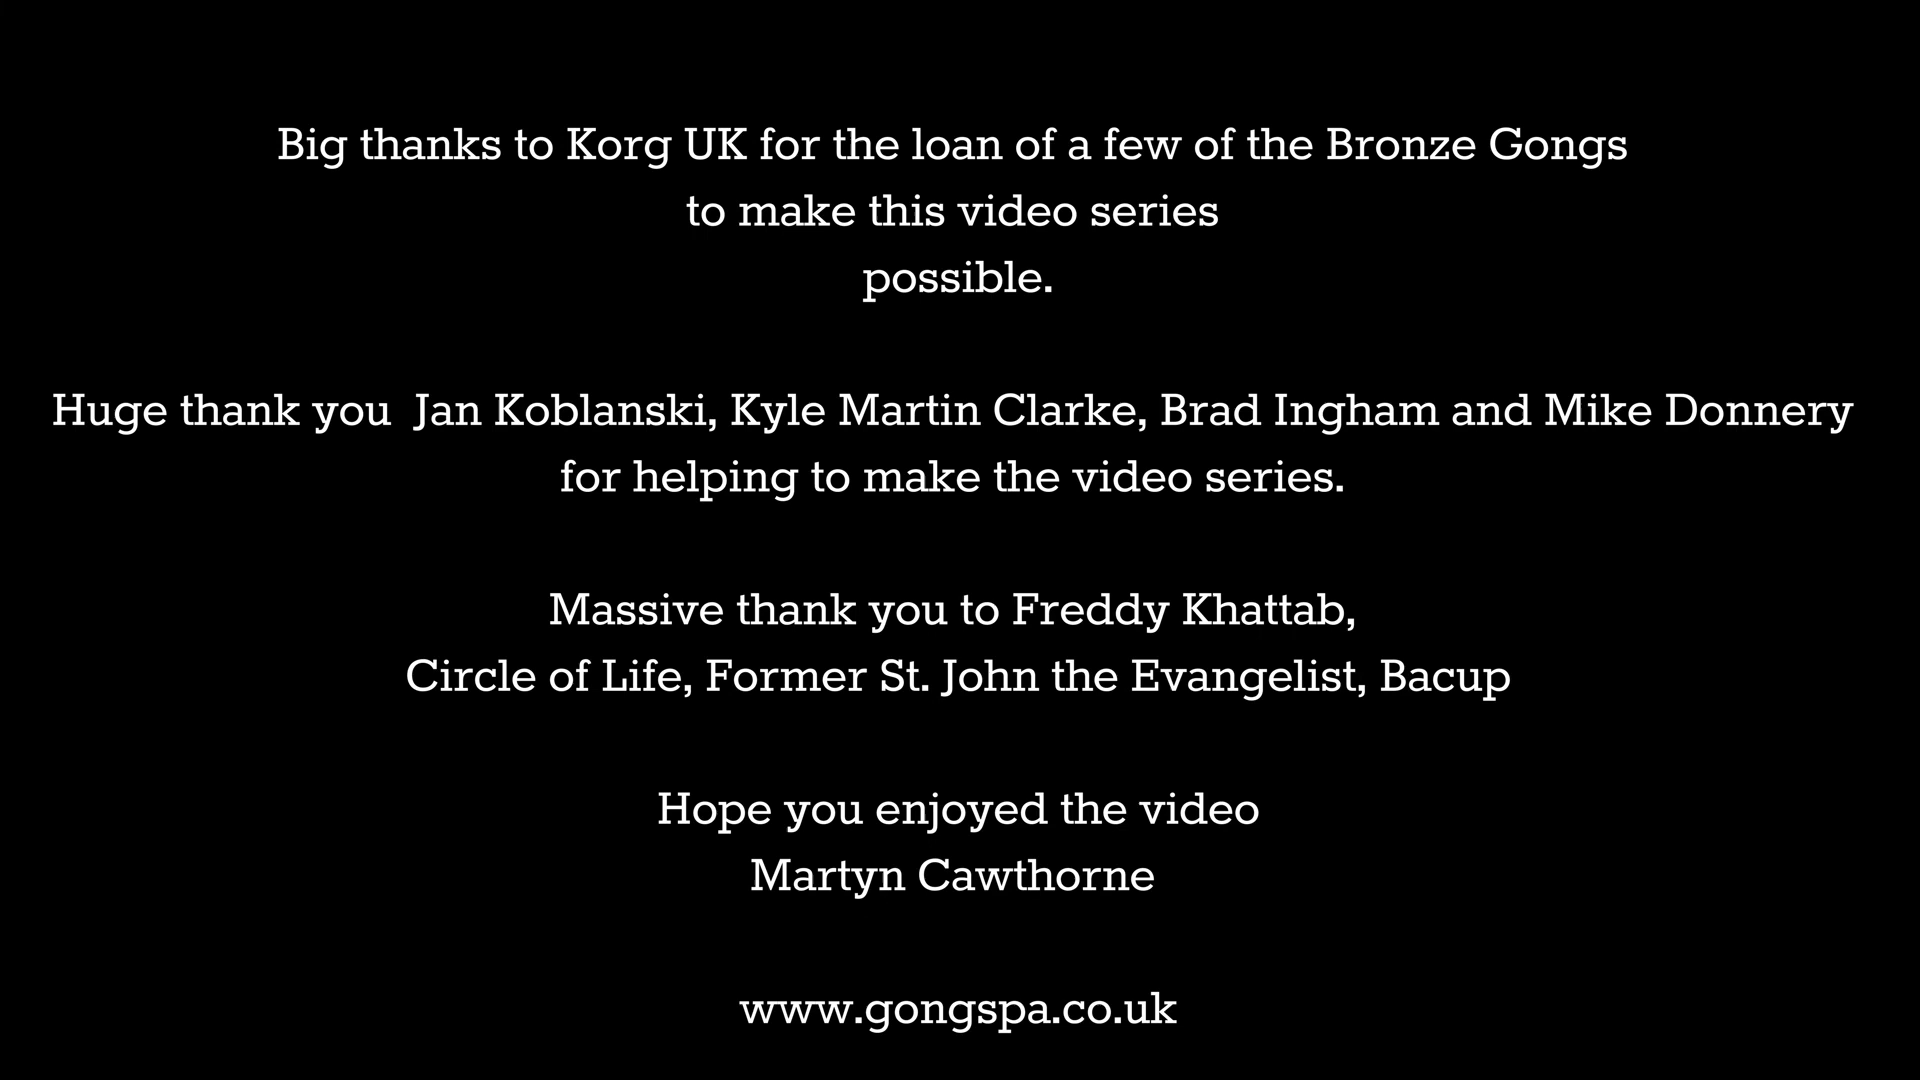 Big thanks to Korg UK for the loan of a few of the Bronze Gongs
to make this video series
possible.
Huge thank you  Jan Koblanski, Kyle Martin Clarke, Brad Ingham and Mike Donnery
for helping to make the video series.
Massive thank you to Freddy Khattab,
Circle of Life, Former St. John the Evangelist, Bacup
Hope you enjoyed the video
Martyn Cawthorne
www.gongspa.co.uk